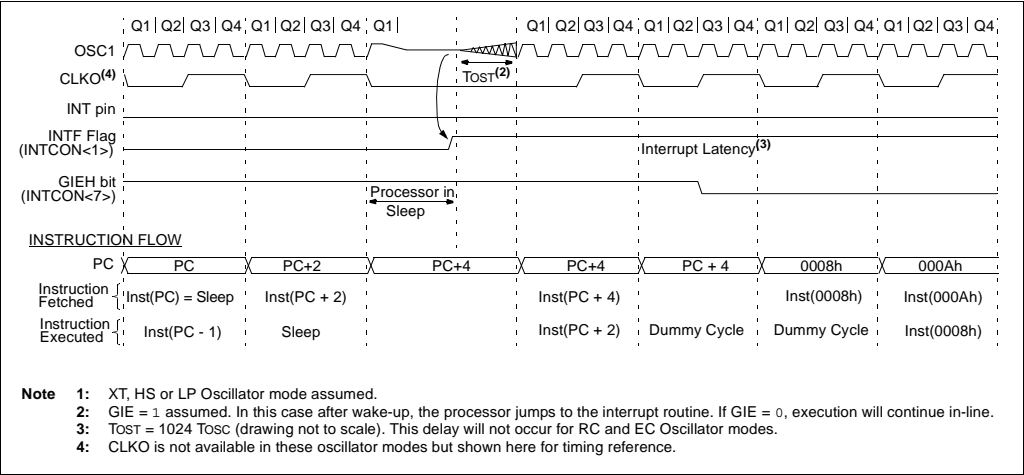 Q1 Q2 Q3 Q4 Q1 Q2 Q3 Q4 Q1 Q1 Q2 Q3 Q4 Q1 Q2 Q3 Q4 Q1 Q2 Q3 Q4 Q1 Q2 Q3 Q4
OSC1
TOST(2)
CLKO(4)
INT pin
INTF Flag
(INTCON<1>)
Interrupt Latency(3)
GIEH bit
(INTCON<7>)
Processor in
Sleep
INSTRUCTION FLOW
PC PC PC+2 PC+4 PC+4 PC + 4 0008h 000Ah
Instruction
Fetched
Inst(PC) = Sleep Inst(PC + 2) Inst(PC + 4) Inst(0008h) Inst(000Ah)
Instruction
Executed
Inst(PC - 1) Sleep Inst(PC + 2) Dummy Cycle Dummy Cycle Inst(0008h)
Note 1: XT, HS or LP Oscillator mode assumed.
2: GIE = 1 assumed. In this case after wake-up, the processor jumps to the interrupt routine. If GIE = 0, execution will continue in-line.
3: TOST = 1024 TOSC (drawing not to scale). This delay will not occur for RC and EC Oscillator modes.
4: CLKO is not available in these oscillator modes but shown here for timing reference.